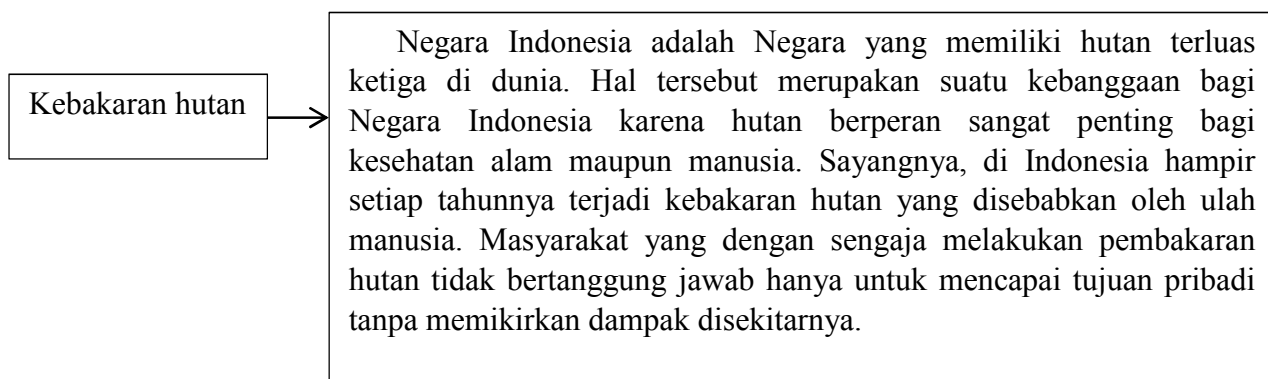 Kebakaran hutan
Negara Indonesia adalah Negara yang memiliki hutan terluas
ketiga di dunia. Hal tersebut merupakan suatu kebanggaan bagi
Negara Indonesia karena hutan berperan sangat penting bagi
kesehatan alam maupun manusia. Sayangnya, di Indonesia hampir
setiap tahunnya terjadi kebakaran hutan yang disebabkan oleh ulah
manusia. Masyarakat yang dengan sengaja melakukan pembakaran
hutan tidak bertanggung jawab hanya untuk mencapai tujuan pribadi
tanpa memikirkan dampak disekitarnya.